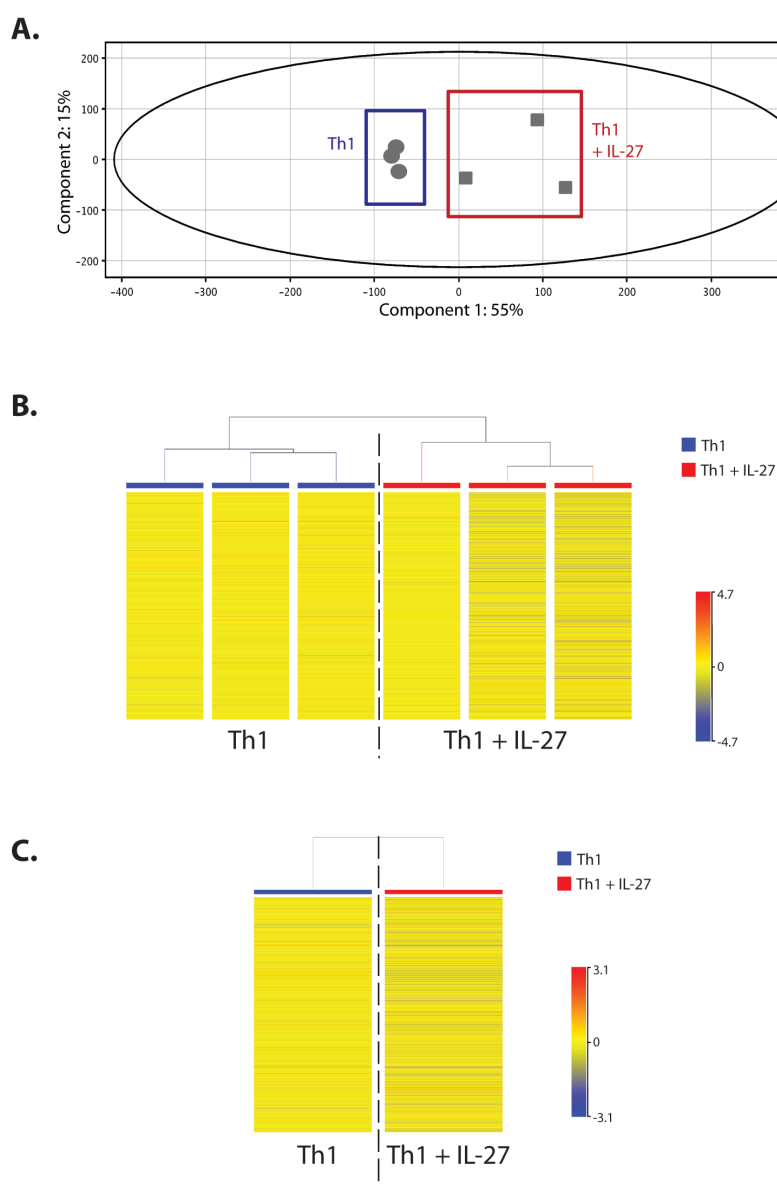 A.
200
100
0
-100
-200
Component 2: 15%
Th1
Th1
+ IL-27
-400
-300
-200
-100
0
100
200
300
Component 1: 55%
B.
Th1
Th1 + IL-27
4.7
0
-4.7
Th1
Th1 + IL-27
C.
Th1
Th1 + IL-27
3.1
0
-3.1
Th1
Th1 + IL-27